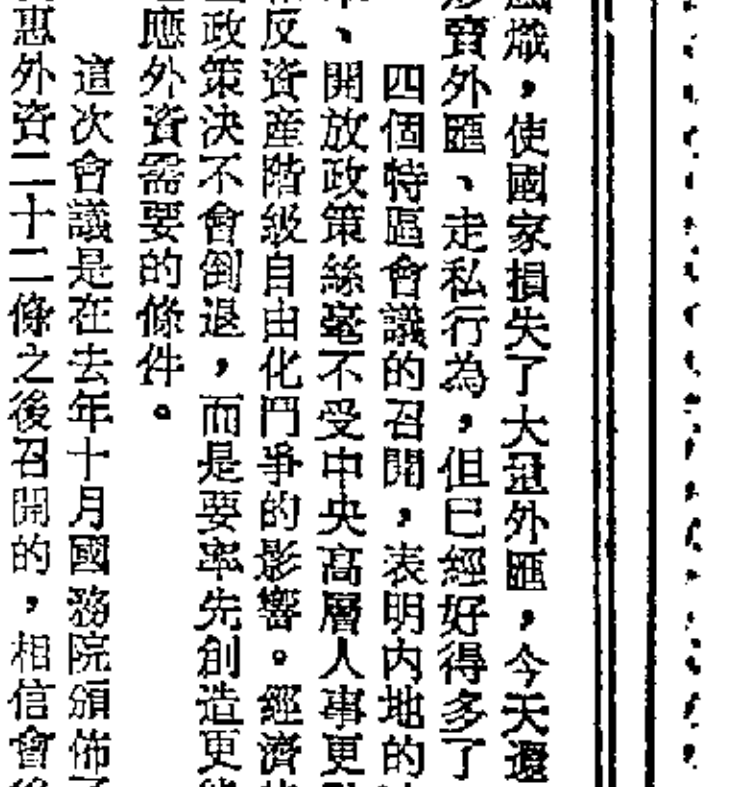 熾，使國家損失了大量外匯，今天還
賣外匯、走私行為，但已經好得多了
四個特區會議的召開，表明內地的
、開放政策絲毫不受中央高層人事更
反資產階級自由化鬥爭的影響。經濟
政策決不會倒退，而是要率先創造更
應外資需要的條件。
這次會議是在去年十月國務院頒佈
惠外資二十二條之後召開的，相信會